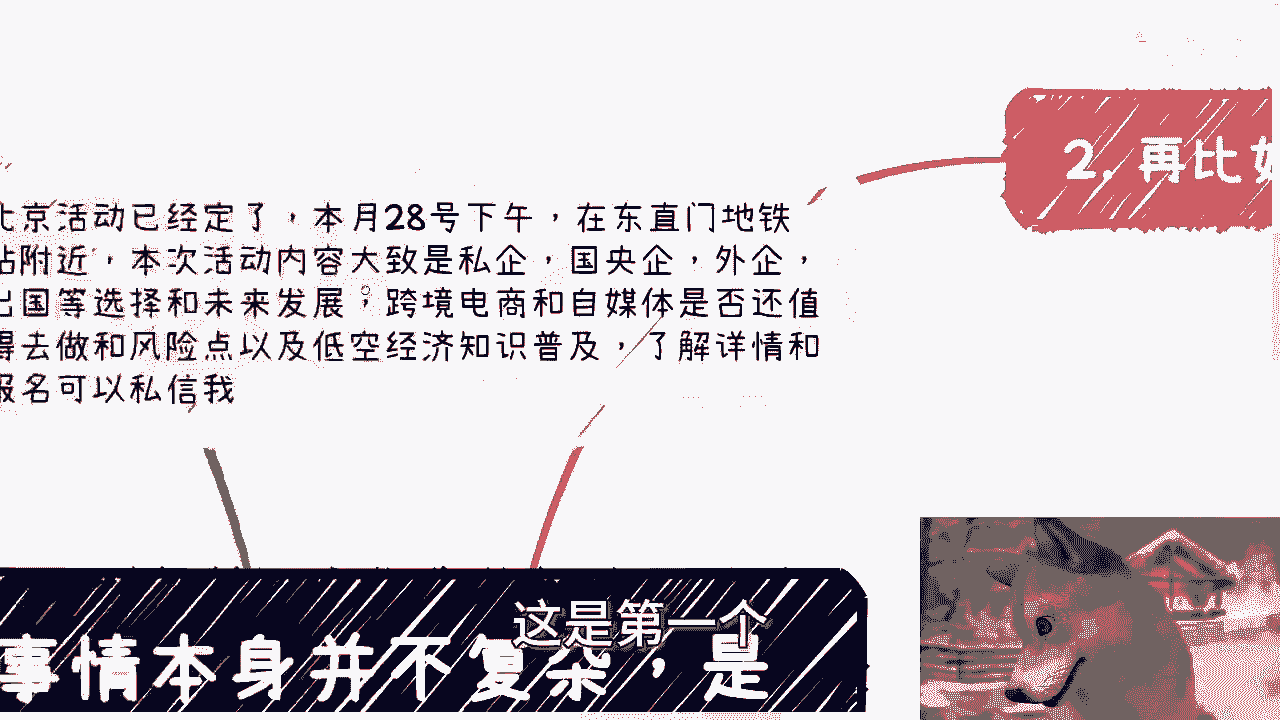 2. 再比如
北京活动已经定了，本月28号下午，在东直门地铁
站附近，本次活动内容大致是私企，国央企，外企，
出国等选择和未来发展，跨境电商和自媒体是否还值
得去做和风险点以及低空经济知识普及，了解详情和
报名可以私信我
这是第一个
事情本身并不复杂，是